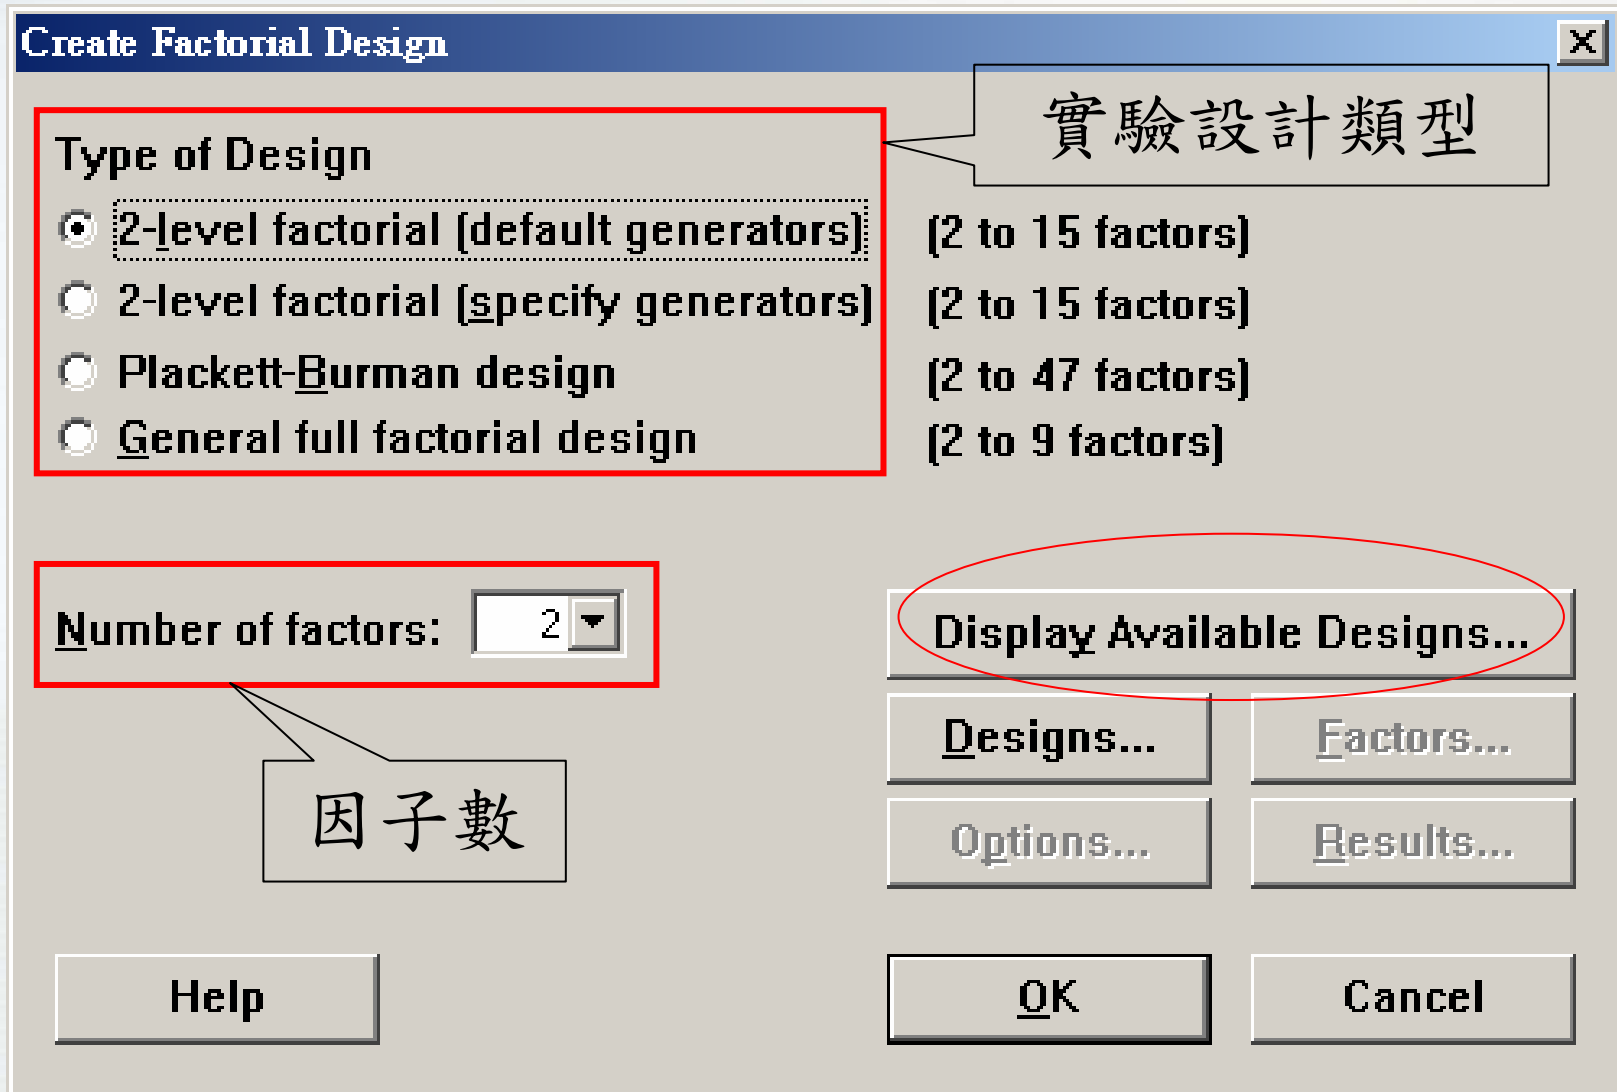 Create Factorial Design
實驗設計類型
Type of Design
2-level factorial (default generators) (2 to 15 factors)
2-level factorial (specify generators) (2 to 15 factors)
Plackett-Burman design (2 to 47 factors)
General full factorial design (2 to 9 factors)
Number of factors: 2
Display Available Designs...
Designs... Factors...
因子數
Options... Results...
Help OK Cancel